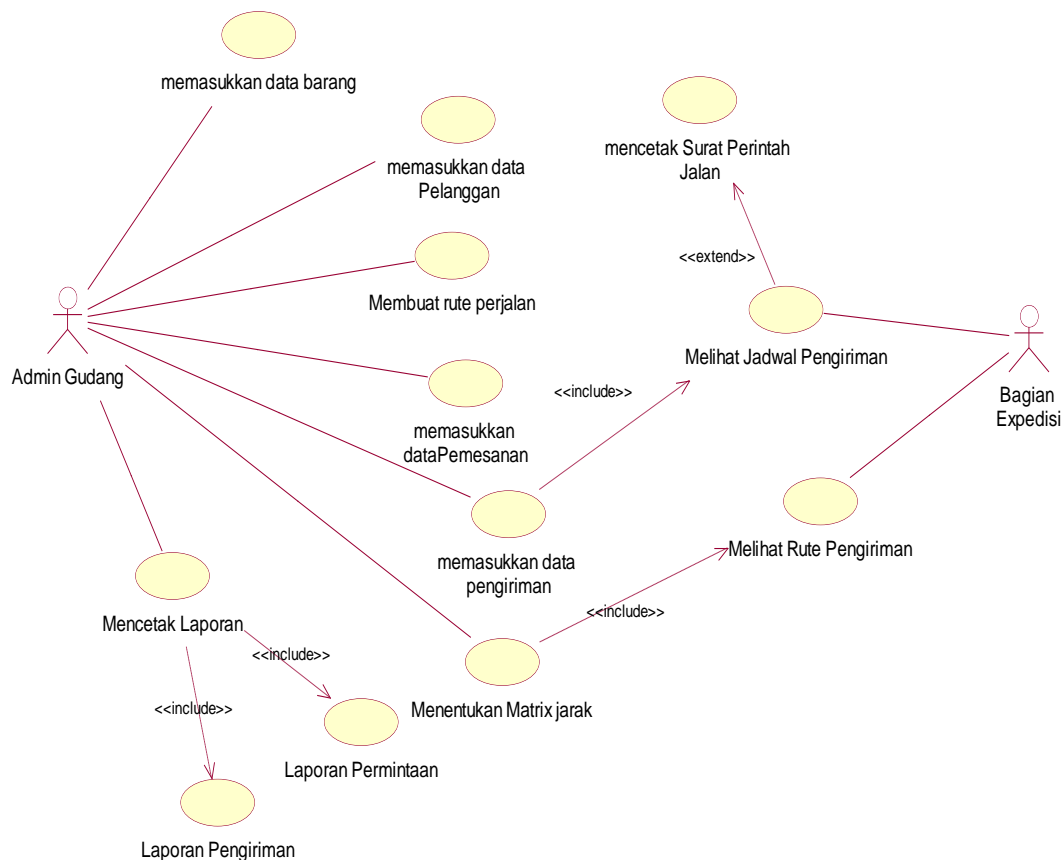 memasukkan data barang
memasukkan data
Pelanggan
mencetak Surat Perintah
Jalan
<<extend>>
Membuat rute perjalan
Admin Gudang
Melihat Jadwal Pengiriman
<<include>>
Bagian
Expedisi
memasukkan
dataPemesanan
memasukkan data
pengiriman
Melihat Rute Pengiriman
<<include>>
Mencetak Laporan
<<include>>
<<include>>
Menentukan Matrix jarak
Laporan Permintaan
Laporan Pengiriman